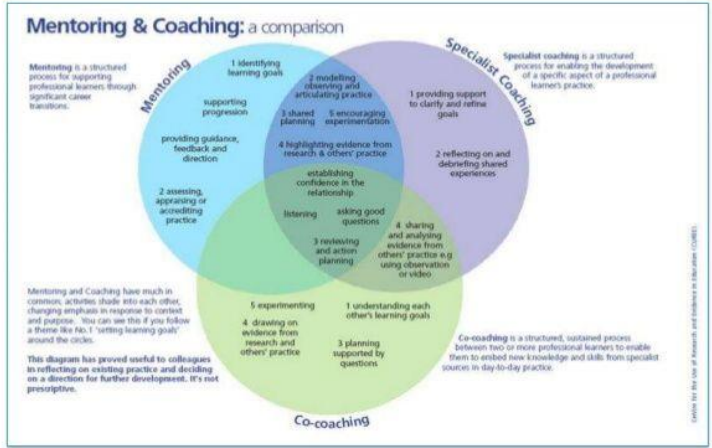 Mentoring & Coaching: a comparison
Mentoring is a structured
process for supporting
professional learners through
significant career
transitions.
Mentoring
Specialist Coaching
Specialist coaching is a structured
process for enabling the development
of a specific aspect of a professional
learner's practice.
1 identifying
learning goals
supporting
progression
providing guidance,
feedback and
direction
2 assessing,
appraising or
accrediting
practice
2 modelling
observing and
articulating practice
3 shared
planning
5 encouraging
experimentation
4 highlighting evidence from
research & others' practice
1 providing support
to clarify and refine
goals
2 reflecting on and
debriefing shared
experiences
establishing
confidence in the
relationship
listening
asking good
questions
3 reviewing
and action
planning
4 sharing
and analysing
evidence from
others' practice e.g
using observation
or video
5 experimenting
4 drawing on
evidence from
research and
others' practice
1 understanding each
other's learning goals
3 planning
supported by
questions
Co-coaching
Mentoring and Coaching have much in
common, activities shade into each other,
changing emphasis in response to context
and purpose. You can see this if you follow
a theme like No.1 'setting learning goals'
around the circles.
This diagram has proved useful to colleagues
in reflecting on existing practice and deciding
on a direction for further development. It's not
prescriptive.
Co-coaching is a structured, sustained process
between two or more professional learners to enable
them to embed new knowledge and skills from specialist
sources in day-to-day practice.
Centre for the Use of Research and Evidence in Education (CUREE)